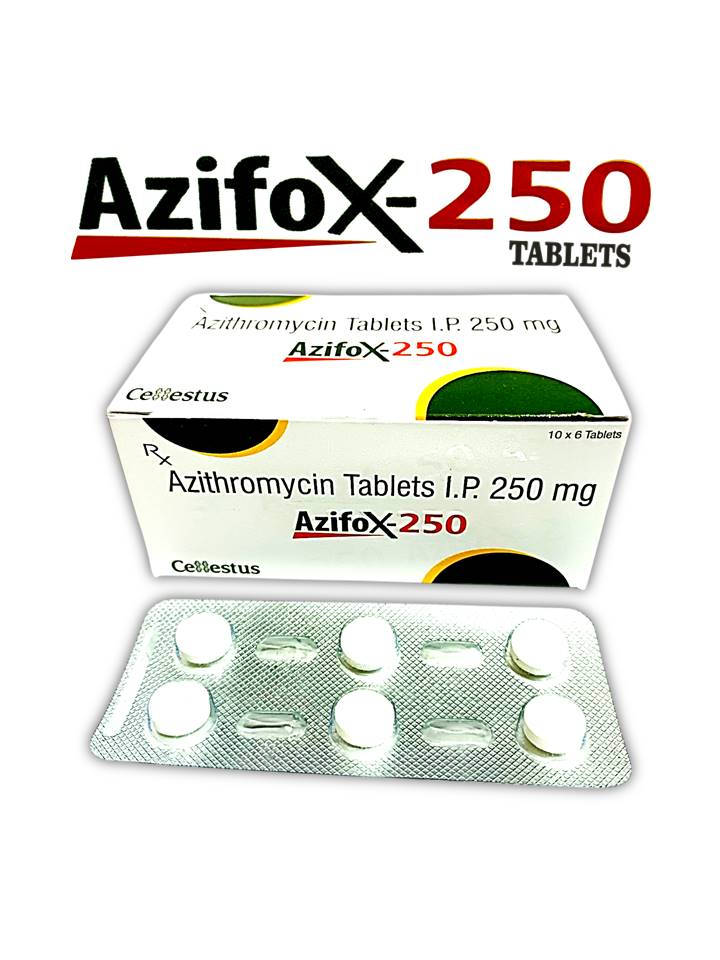 AzifoX-250
TABLETS
Azithromycin Tablets I.P. 250 mg
AzifoX-250
Cellestus
10 x 6 Tablets
Rx
Azithromycin Tablets I.P. 250 mg
AzifoX-250
Cellestus